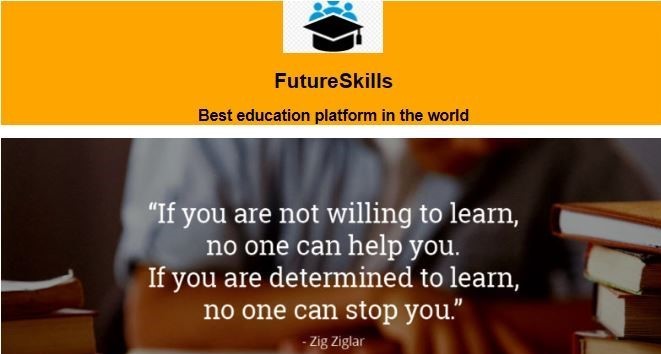 FutureSkills
Best education platform in the world
“If you are not willing to learn,
no one can help you.
If you are determined to learn,
no one can stop you.”
- Zig Ziglar